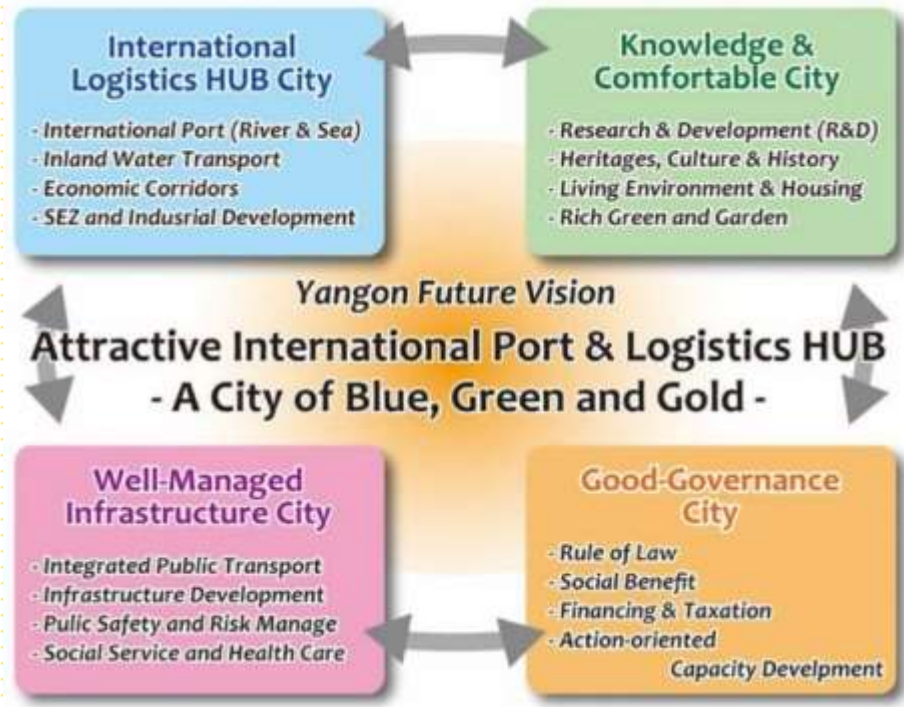 International
Logistics HUB City
- International Port (River & Sea)
- Inland Water Transport
- Economic Corridors
- SEZ and Indusrial Development
Knowledge &
Comfortable City
- Research & Development (R&D)
- Heritages, Culture & History
- Living Environment & Housing
- Rich Green and Garden
Yangon Future Vision
Attractive International Port & Logistics HUB
- A City of Blue, Green and Gold -
Well-Managed
Infrastructure City
- Integrated Public Transport
- Infrastructure Development
- Pulic Safety and Risk Manage
- Social Service and Health Care
Good-Governance
City
- Rule of Law
- Social Benefit
- Financing & Taxation
- Action-oriented
Capacity Develpment